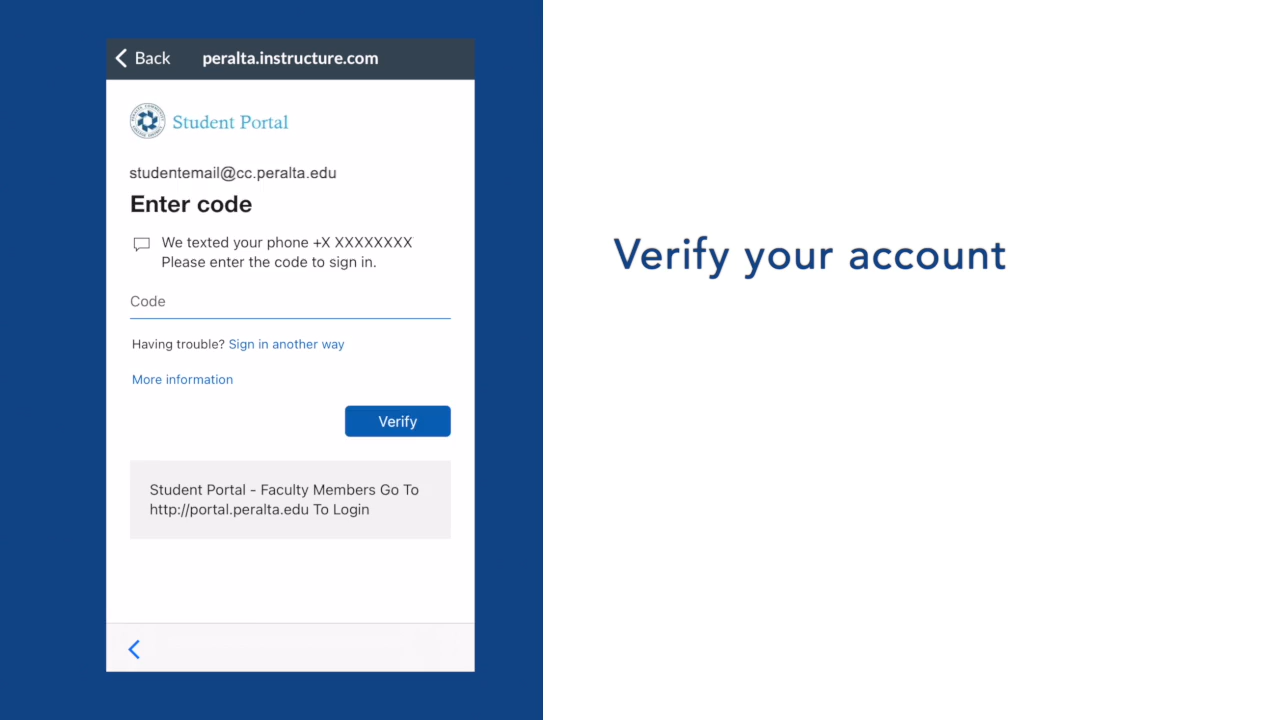 Back
peralta.instructure.com
Student Portal
studentemail@cc.peralta.edu
Enter code
We texted your phone +X XXXXXXXX
Please enter the code to sign in.
Code
Having trouble? Sign in another way
More information
Verify
Student Portal - Faculty Members Go To
http://portal.peralta.edu To Login
Verify your account